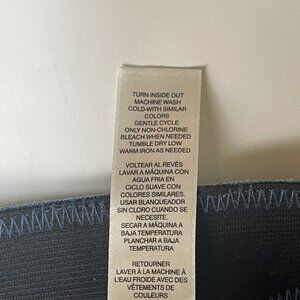 TURN INSIDE OUT
MACHINE WASH
COLD-WITH SIMILAR
COLORS
GENTLE CYCLE
ONLY NON-CHLORINE
BLEACH WHEN NEEDED
TUMBLE DRY LOW
WARM IRON AS NEEDED
VOLTEAR AL REVÉS
LAVAR A MÁQUINA CON
AGUA FRIA EN
CICLO SUAVE CON
COLORES SIMILARES.
USAR BLANQUEADOR
SIN CLORO CUANDO SE
NECESITE.
SECAR A MÁQUINA A
BAJA TEMPERATURA
PLANCHAR A BAJA
TEMPERATURA
RETOURNER
LAVER À LA MACHINE À
L'EAU FROIDE AVEC DES
VÊTEMENTS DE
COULEURS